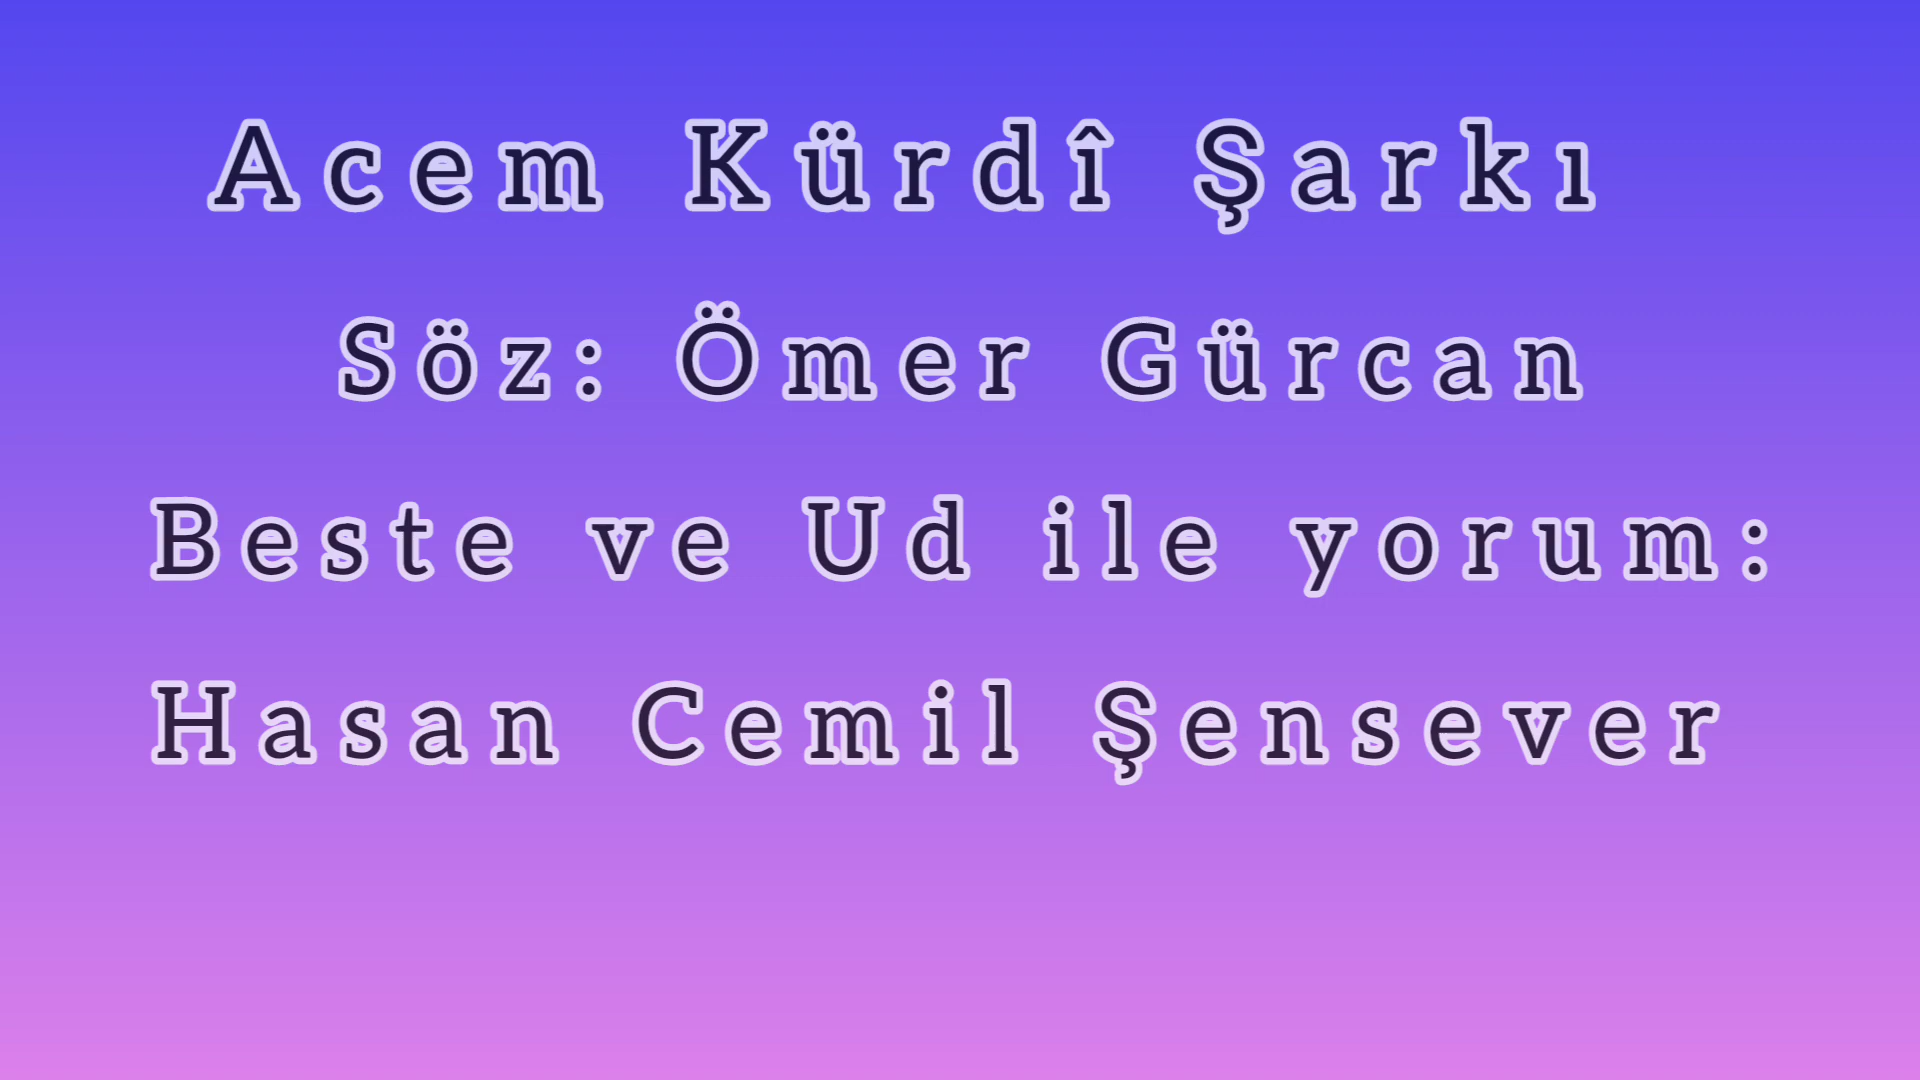 Acem Kürdî Şarkı
Söz: Ömer Gürcan
Beste ve Ud ile yorum:
Hasan Cemil Şensever